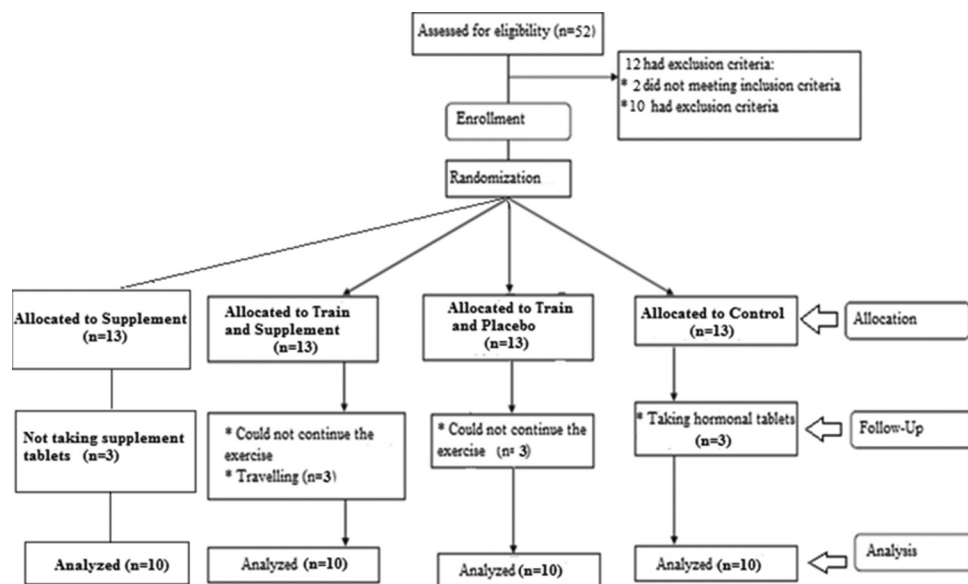 Assessed for eligibility (n=52)
12 had exclusion criteria:
* 2 did not meeting inclusion criteria
*10 had exclusion criteria
Enrollment
Randomization
Allocated to Supplement
(n=13)
Allocated to Train
and Supplement
(n=13)
Allocated to Train
and Placebo
(n=13)
Allocated to Control
(n=13)
Allocation
Not taking supplement
tablets (n=3)
* Could not continue the
exercise
* Travelling (n=3)
* Could not continue the
exercise (n= 3)
* Taking hormonal tablets
(n=3)
Follow-Up
Analyzed (n=10)
Analyzed (n=10)
Analyzed (n=10)
Analyzed (n=10)
Analysis